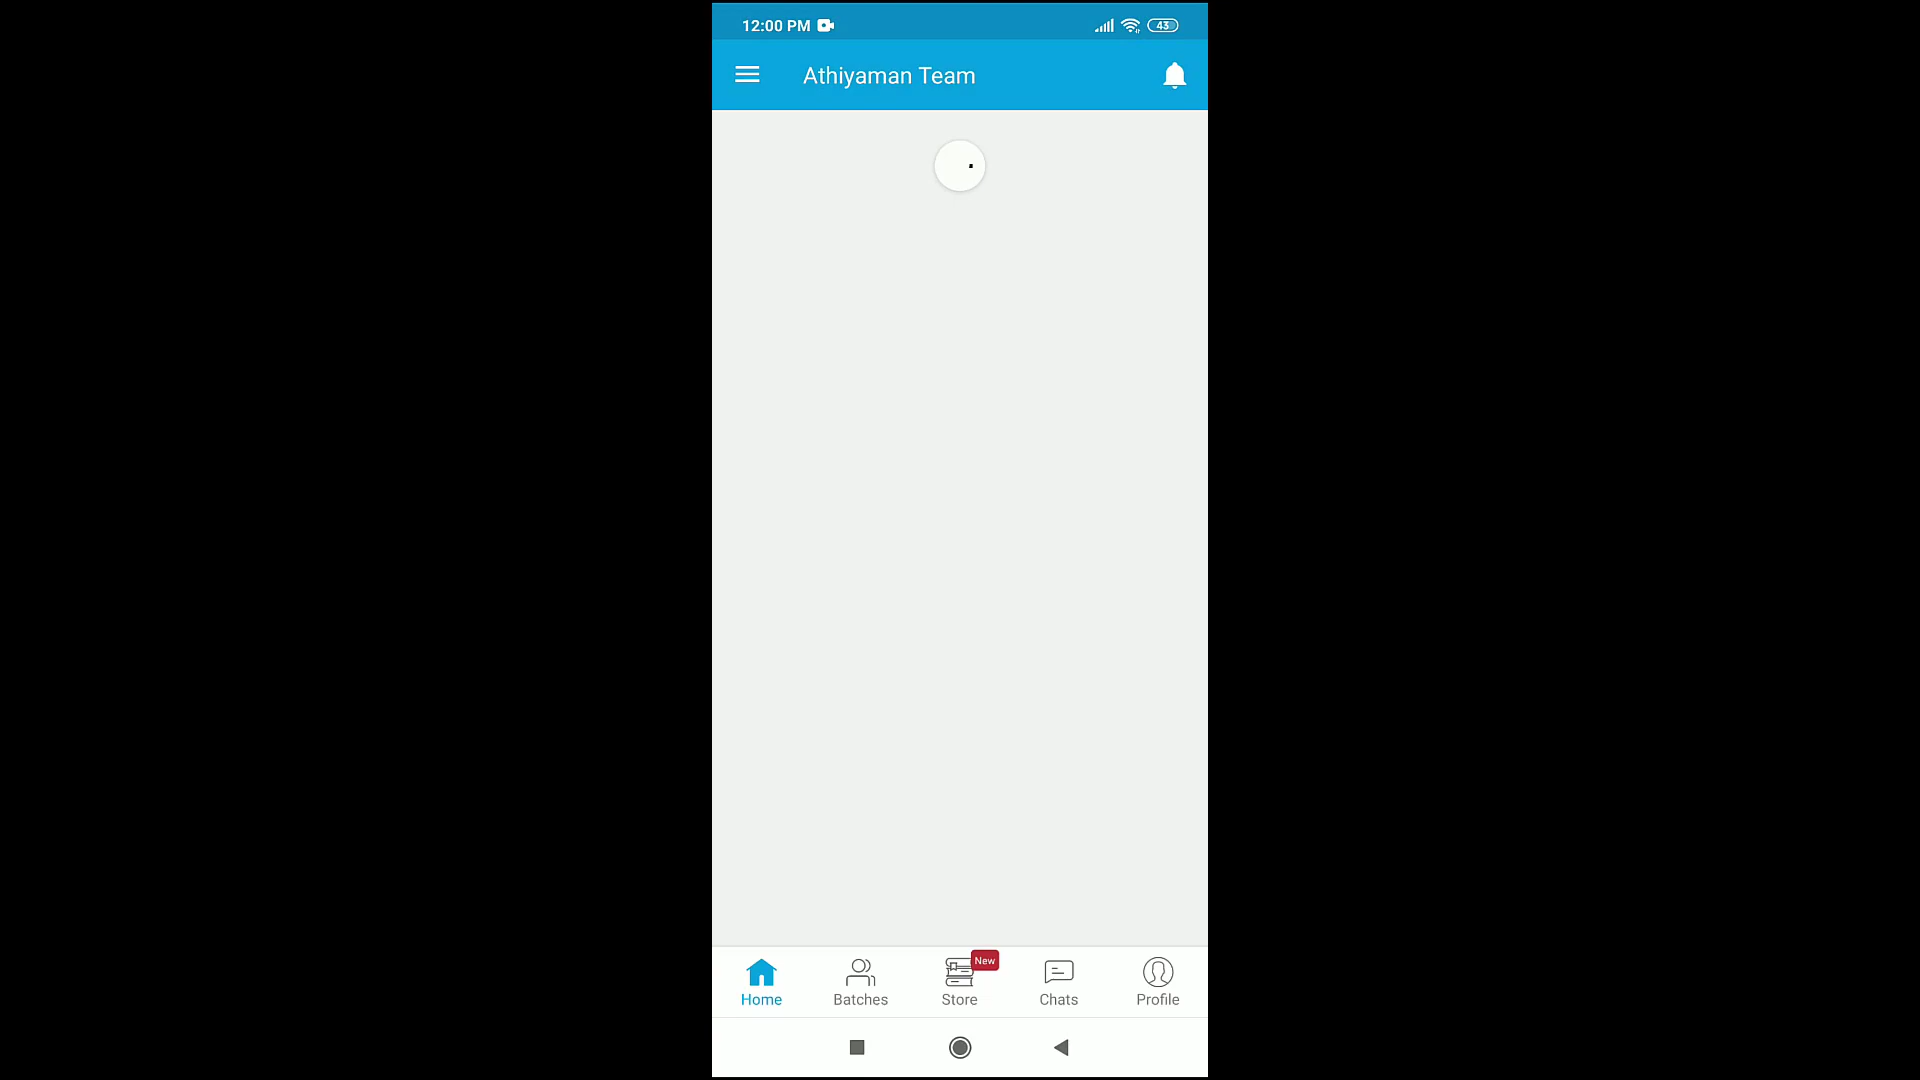 12:00 PM
43
Athiyaman Team
New
Home
Batches
Store
Chats
Profile